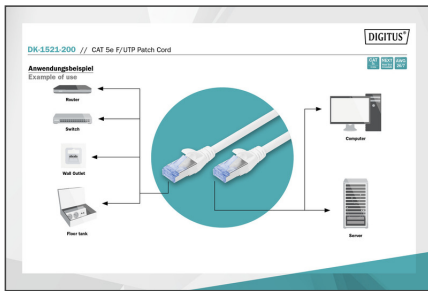 DIGITUS®
DK-1521-200 // CAT 5e F/UTP Patch Cord
Anwendungsbeispiel
Example of use
Router
Switch
Wall Outlet
Floor tank
Computer
Server